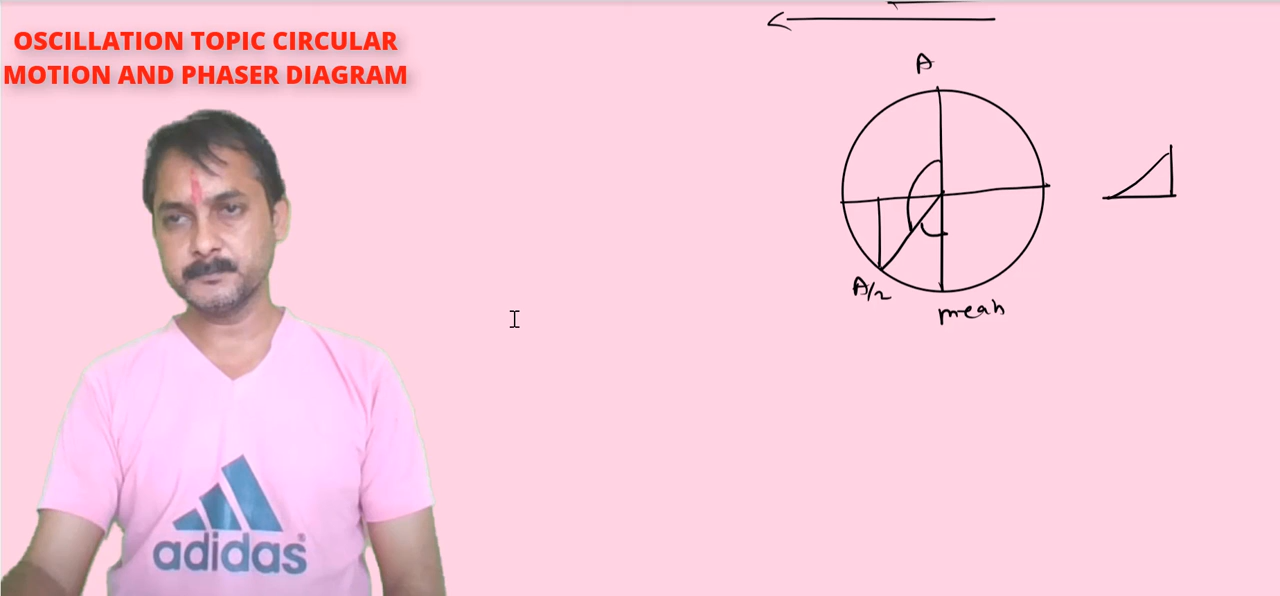 OSCILLATION TOPIC CIRCULAR
MOTION AND PHASER DIAGRAM
A
A/2
mean
adidas